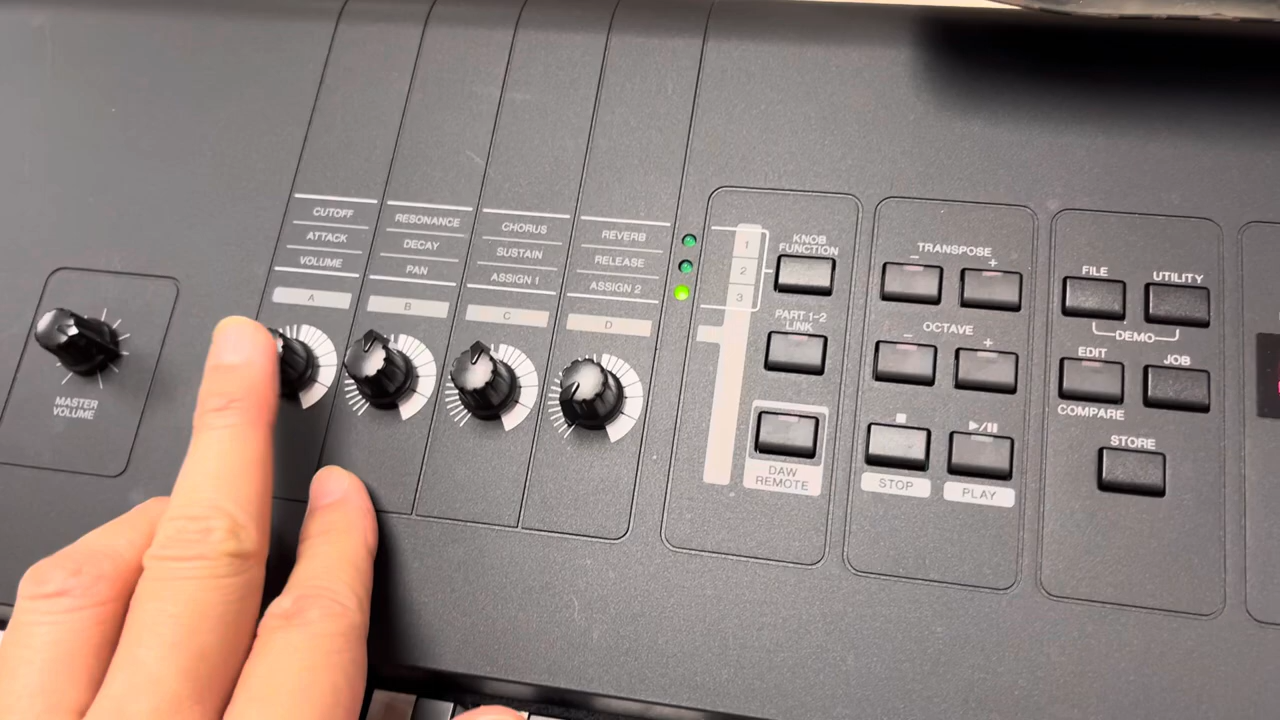 CUTOFF
ATTACK
VOLUME
A
RESONANCE
DECAY
PAN
B
CHORUS
SUSTAIN
ASSIGN 1
C
REVERB
RELEASE
ASSIGN 2
D
MASTER
VOLUME
1
2
3
KNOB
FUNCTION
PART 1-2
LINK
DAW
REMOTE
TRANSPOSE
− +
OCTAVE
− +
STOP
PLAY
FILE
UTILITY
DEMO
EDIT
JOB
COMPARE
STORE